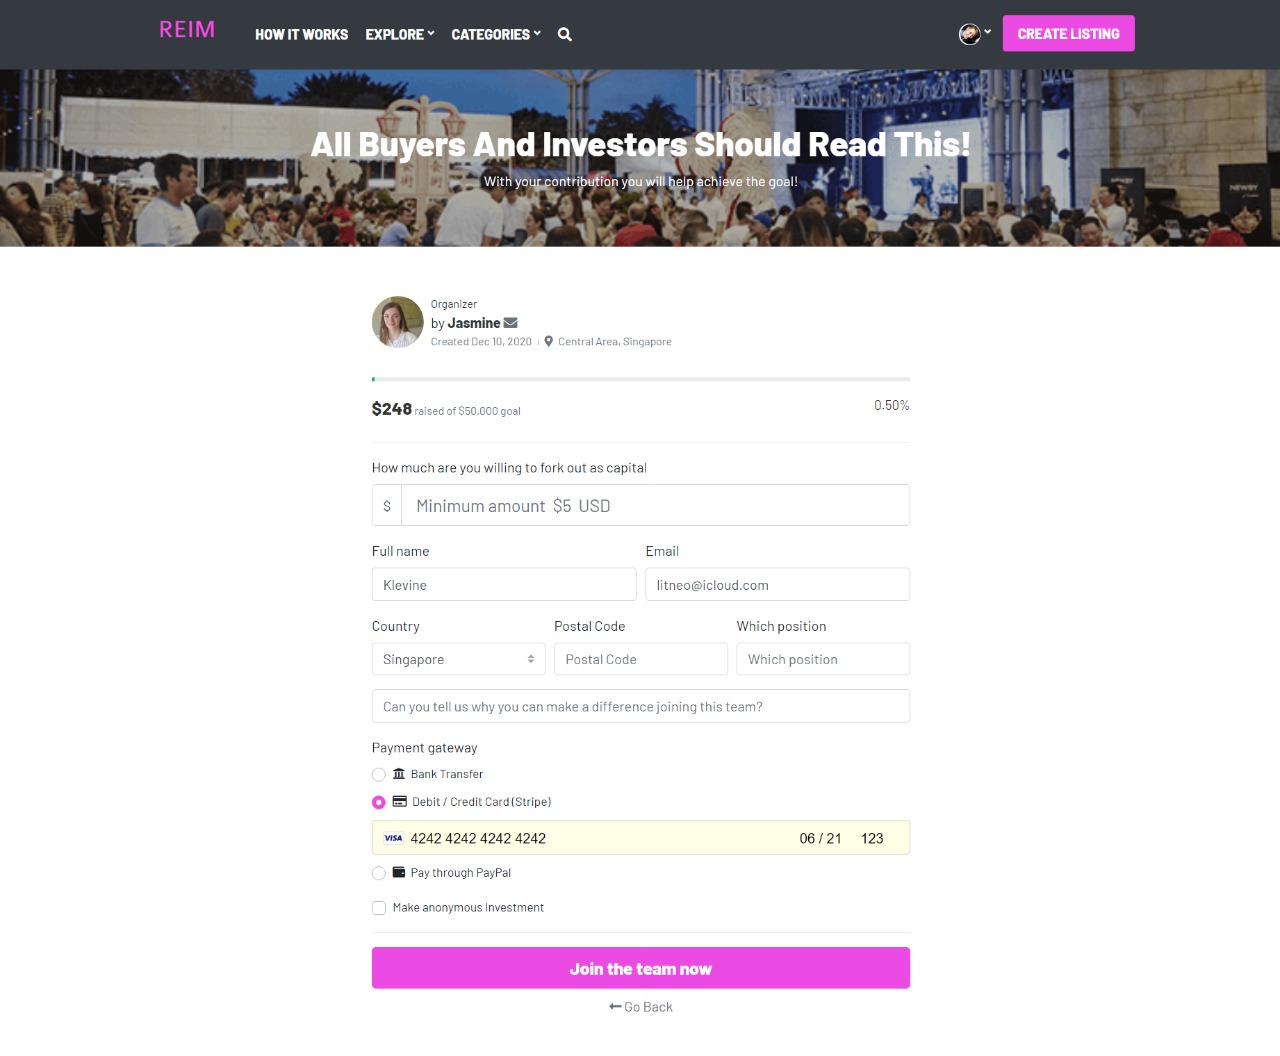 REIM HOW IT WORKS EXPLORE CATEGORIES CREATE LISTING
All Buyers And Investors Should Read This!
With your contribution you will help achieve the goal!
NEWBY
Organizer
by Jasmine
Created Dec 10, 2020 | Central Area, Singapore
$248 raised of $50,000 goal 0.50%
How much are you willing to fork out as capital
$ Minimum amount $5 USD
Full name Email
Klevine litneo@icloud.com
Country Postal Code Which position
Singapore Postal Code Which position
Can you tell us why you can make a difference joining this team?
Payment gateway
Bank Transfer
Debit / Credit Card (Stripe)
VISA 4242 4242 4242 4242 06 / 21 123
Pay through PayPal
Make anonymous investment
Join the team now
Go Back